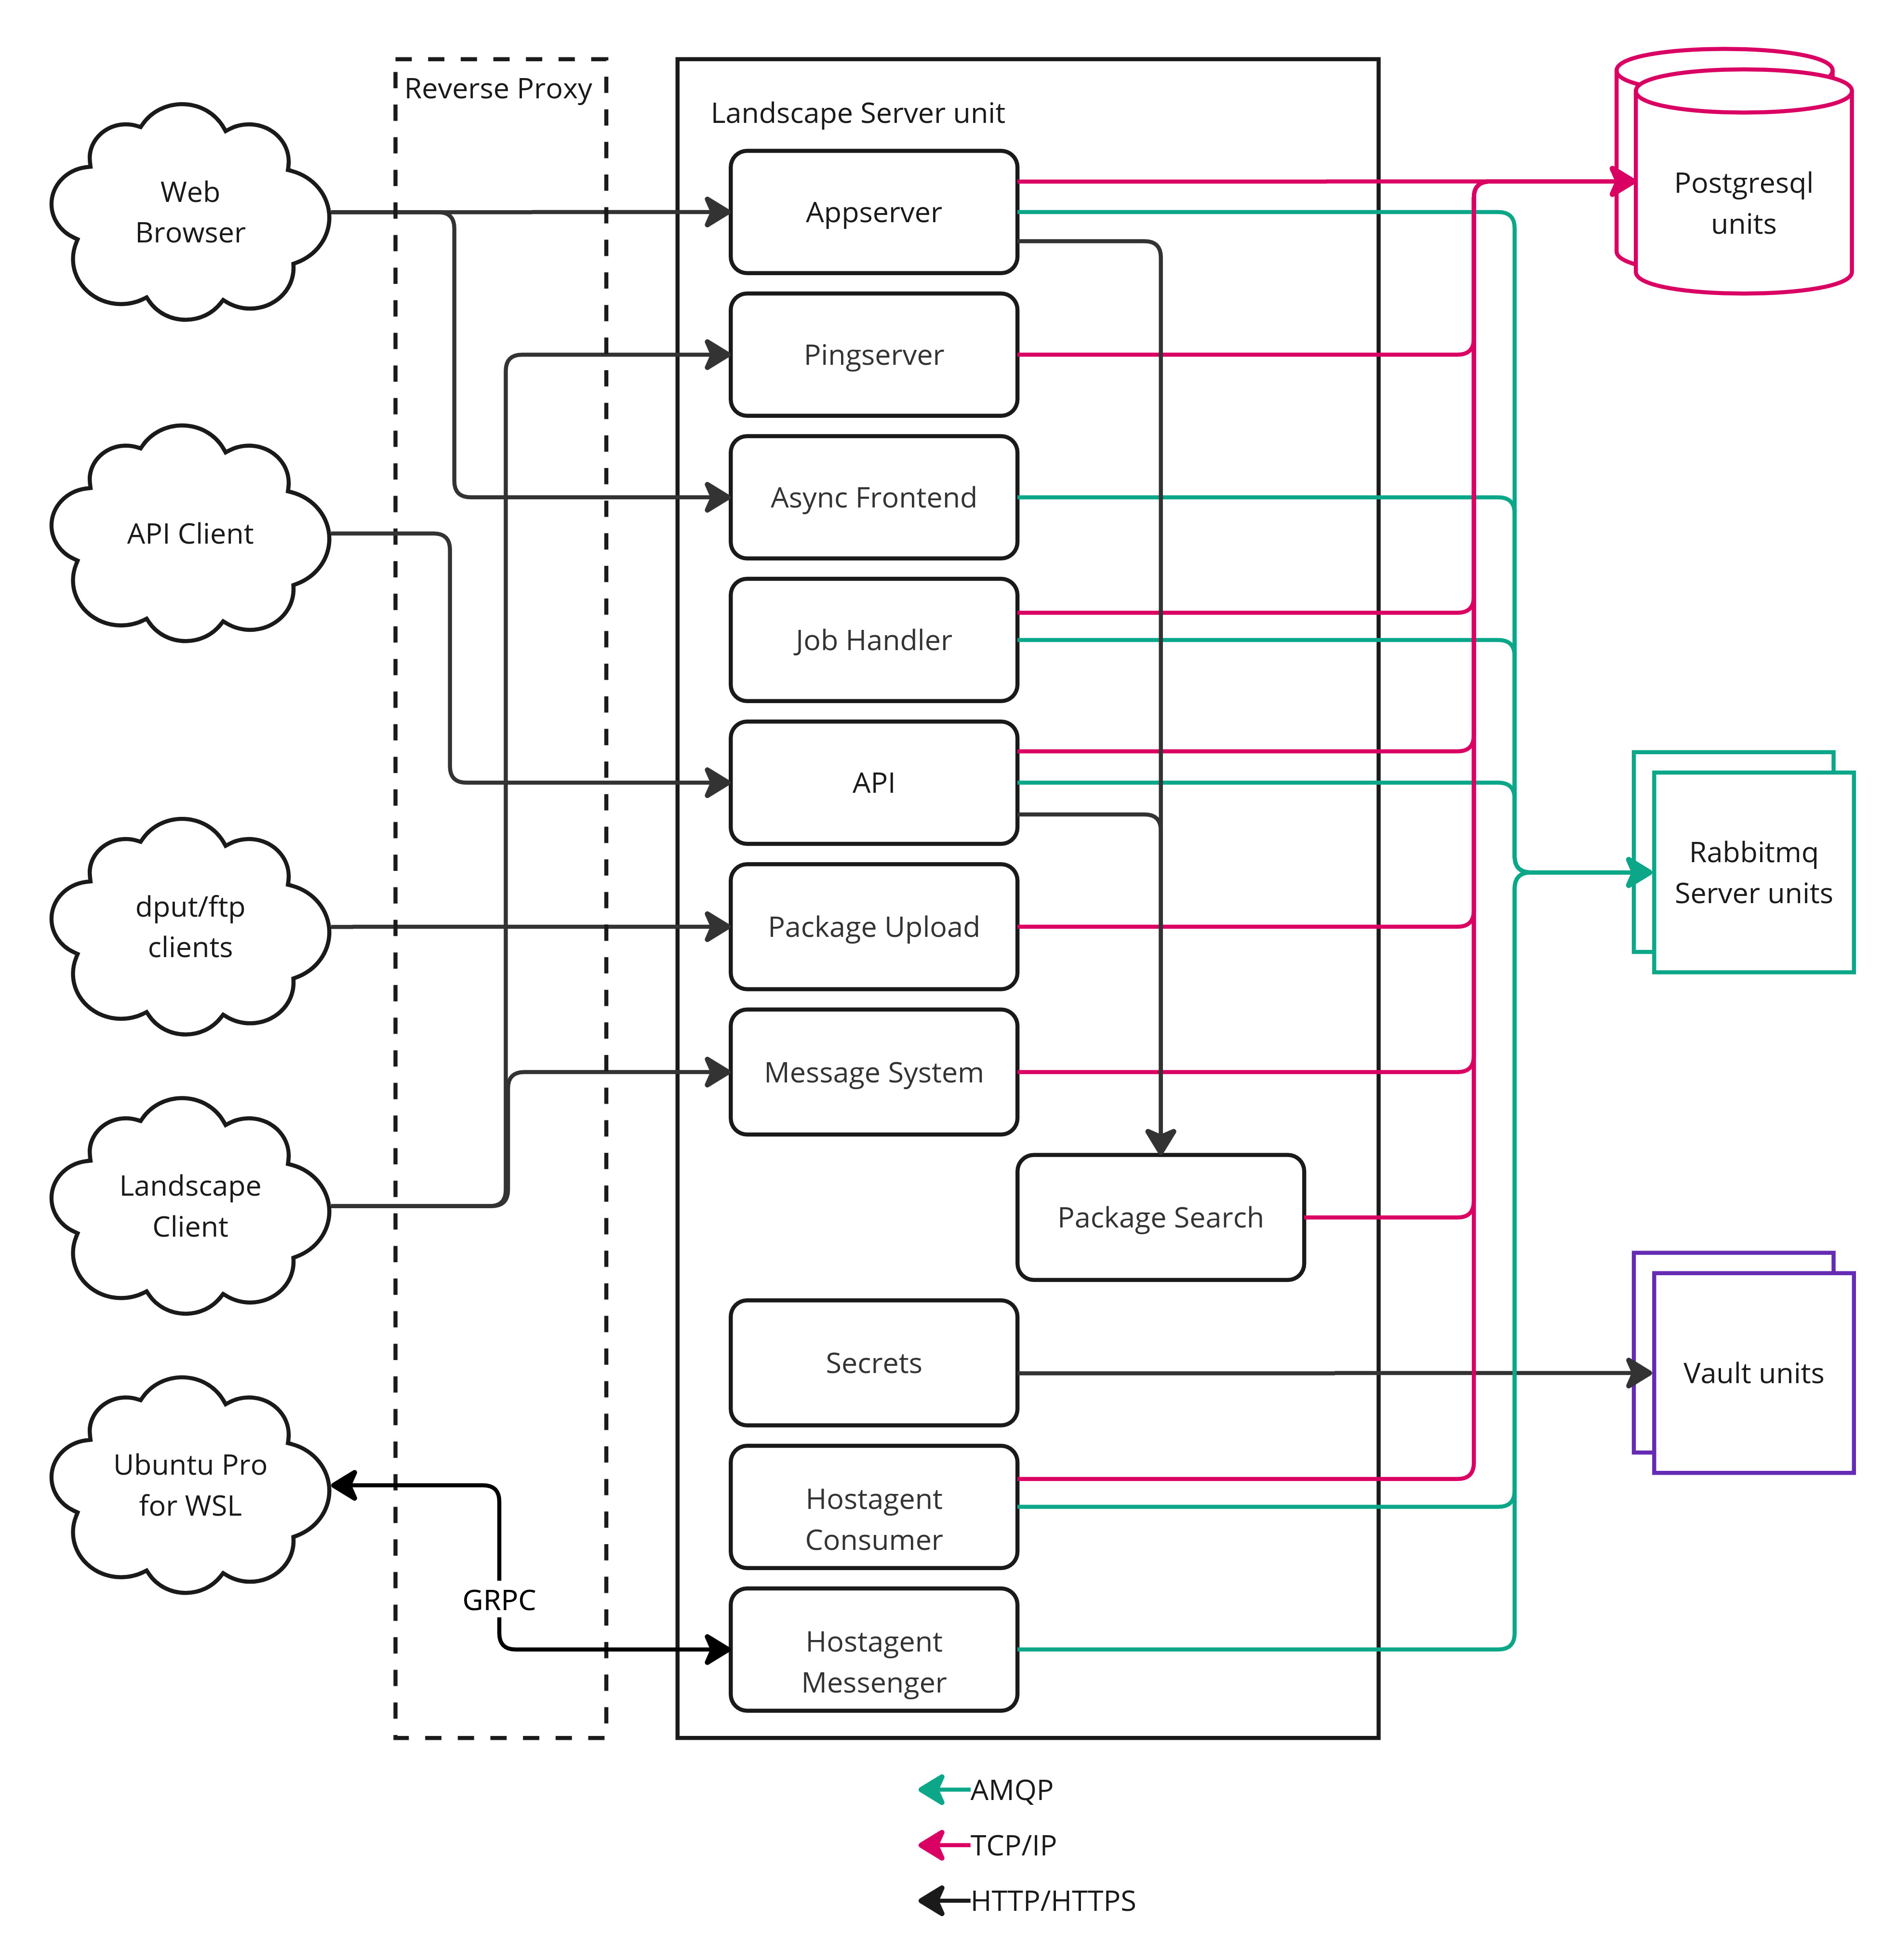 Reverse Proxy
Landscape Server unit
Web
Browser
API Client
dput/ftp
clients
Landscape
Client
Ubuntu Pro
for WSL
GRPC
Appserver
Pingserver
Async Frontend
Job Handler
API
Package Upload
Message System
Package Search
Secrets
Hostagent
Consumer
Hostagent
Messenger
Postgresql
units
Rabbitmq
Server units
Vault units
AMQP
TCP/IP
HTTP/HTTPS